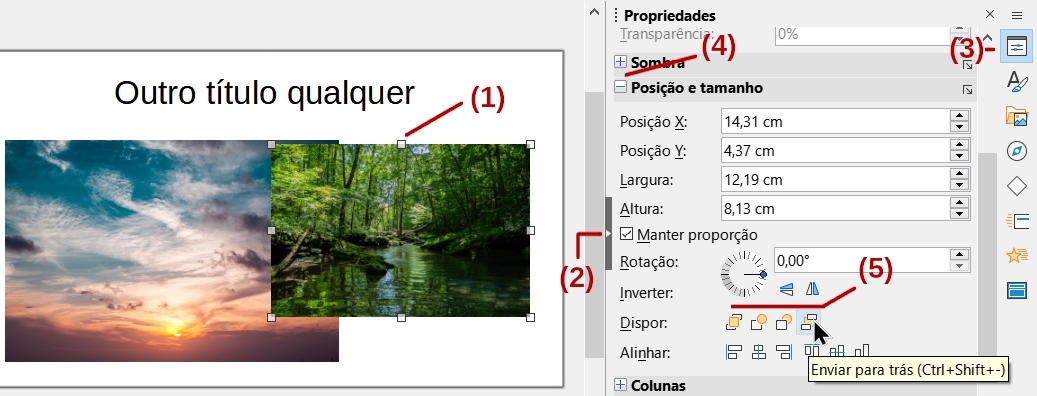 Propriedades
Transparência:
0%
(4)
(3)
Sombra
Outro título qualquer
(1)
Posição e tamanho
Posição X:
14,31 cm
Posição Y:
4,37 cm
Largura:
12,19 cm
Altura:
8,13 cm
Manter proporção
(2)
Rotação:
0,00°
(5)
Inverter:
Dispor:
Alinhar:
Enviar para trás (Ctrl+Shift+-)
Colunas